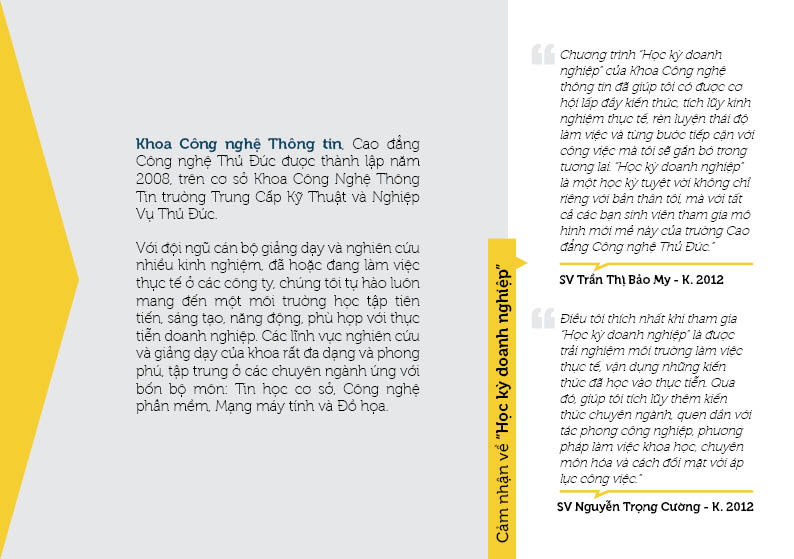 Khoa Công nghệ Thông tin, Cao đẳng
Công nghệ Thủ Đức được thành lập năm
2008, trên cơ sở Khoa Công Nghệ Thông
Tin trường Trung Cấp Kỹ Thuật và Nghiệp
Vụ Thủ Đức.
Với đội ngũ cán bộ giảng dạy và nghiên cứu
nhiều kinh nghiệm, đã hoặc đang làm việc
thực tế ở các công ty, chúng tôi tự hào luôn
mang đến một môi trường học tập tiên
tiến, sáng tạo, năng động, phù hợp với thực
tiễn doanh nghiệp. Các lĩnh vực nghiên cứu
và giảng dạy của khoa rất đa dạng và phong
phú, tập trung ở các chuyên ngành ứng với
bốn bộ môn: Tin học cơ sở, Công nghệ
phần mềm, Mạng máy tính và Đồ họa.
Cảm nhận về "Học kỳ doanh nghiệp"
Chương trình "Học kỳ doanh
nghiệp" của Khoa Công nghệ
thông tin đã giúp tôi có được cơ
hội lấp đầy kiến thức, tích lũy kinh
nghiệm thực tế, rèn luyện thái độ
làm việc và từng bước tiếp cận với
công việc mà tôi sẽ gắn bó trong
tương lai. "Học kỳ doanh nghiệp"
là một học kỳ tuyệt vời không chỉ
riêng với bản thân tôi, mà với tất
cả các bạn sinh viên tham gia mô
hình mới mẻ này của trường Cao
đẳng Công nghệ Thủ Đức."
SV Trần Thị Bảo My - K. 2012
Điều tôi thích nhất khi tham gia
"Học kỳ doanh nghiệp" là được
trải nghiệm môi trường làm việc
thực tế, vận dụng những kiến
thức đã học vào thực tiễn. Qua
đó, giúp tôi tích lũy thêm kiến
thức chuyên ngành, quen dần với
tác phong công nghiệp, phương
pháp làm việc khoa học, chuyên
môn hóa và cách đối mặt với áp
lực công việc."
SV Nguyễn Trọng Cường - K. 2012